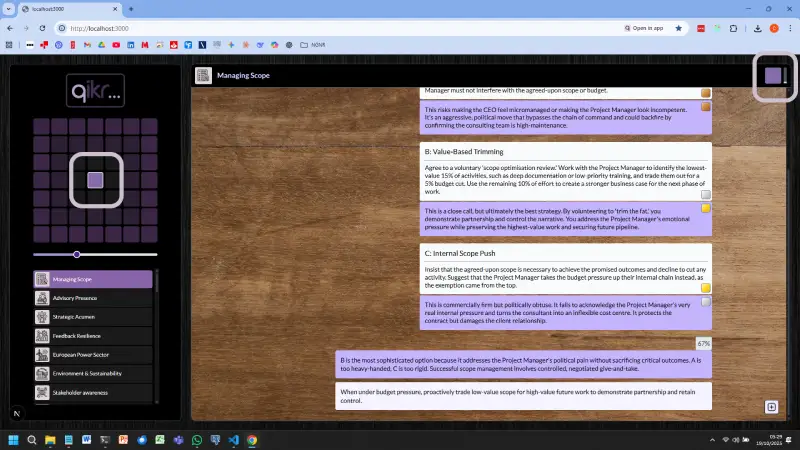 localhost:3000
http://localhost:3000
Open in app
NGNR
qikr...
Managing Scope
Manager must not interfere with the agreed-upon scope or budget.
This risks making the CEO feel micromanaged or making the Project Manager look incompetent.
It's an aggressive, political move that bypasses the chain of command and could backfire by
confirming the consulting team is high-maintenance.
B: Value-Based Trimming
Agree to a voluntary 'scope optimisation review.' Work with the Project Manager to identify the lowest-
value 15% of activities, such as deep documentation or low-priority training, and trade them out for a
5% budget cut. Use the remaining 10% of effort to create a stronger business case for the next phase of
work.
This is a close call, but ultimately the best strategy. By volunteering to 'trim the fat,' you
demonstrate partnership and control the narrative. You address the Project Manager's emotional
pressure while preserving the highest-value work and securing future pipeline.
C: Internal Scope Push
Insist that the agreed-upon scope is necessary to achieve the promised outcomes and decline to cut any
activity. Suggest that the Project Manager takes the budget pressure up their internal chain instead, as
the exemption came from the top.
This is commercially firm but politically obtuse. It fails to acknowledge the Project Manager's very
real internal pressure and turns the consultant into an inflexible cost centre. It protects the
contract but damages the client relationship.
67%
B is the most sophisticated option because it addresses the Project Manager's political pain without sacrificing critical outcomes. A is
too heavy-handed; C is too rigid. Successful scope management involves controlled, negotiated give-and-take.
When under budget pressure, proactively trade low-value scope for high-value future work to demonstrate partnership and retain
control.
Managing Scope
Advisory Presence
Strategic Acumen
Feedback Resilience
European Power Sector
Environment & Sustainability
Stakeholder awareness
N
05:29
19/10/2025